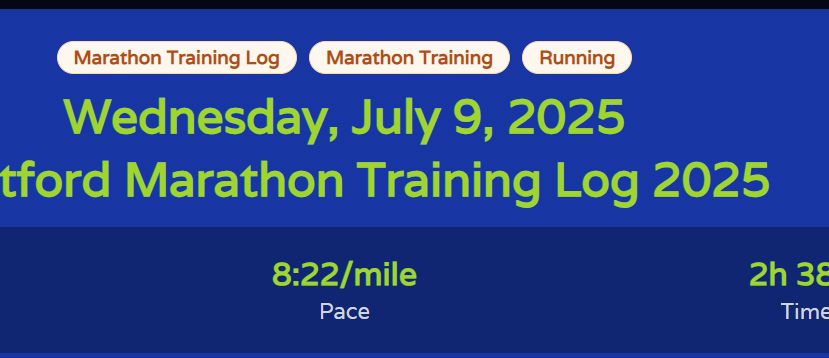 Marathon Training Log Marathon Training Running
Wednesday, July 9, 2025
tford Marathon Training Log 2025
8:22/mile 2h 38
Pace Time